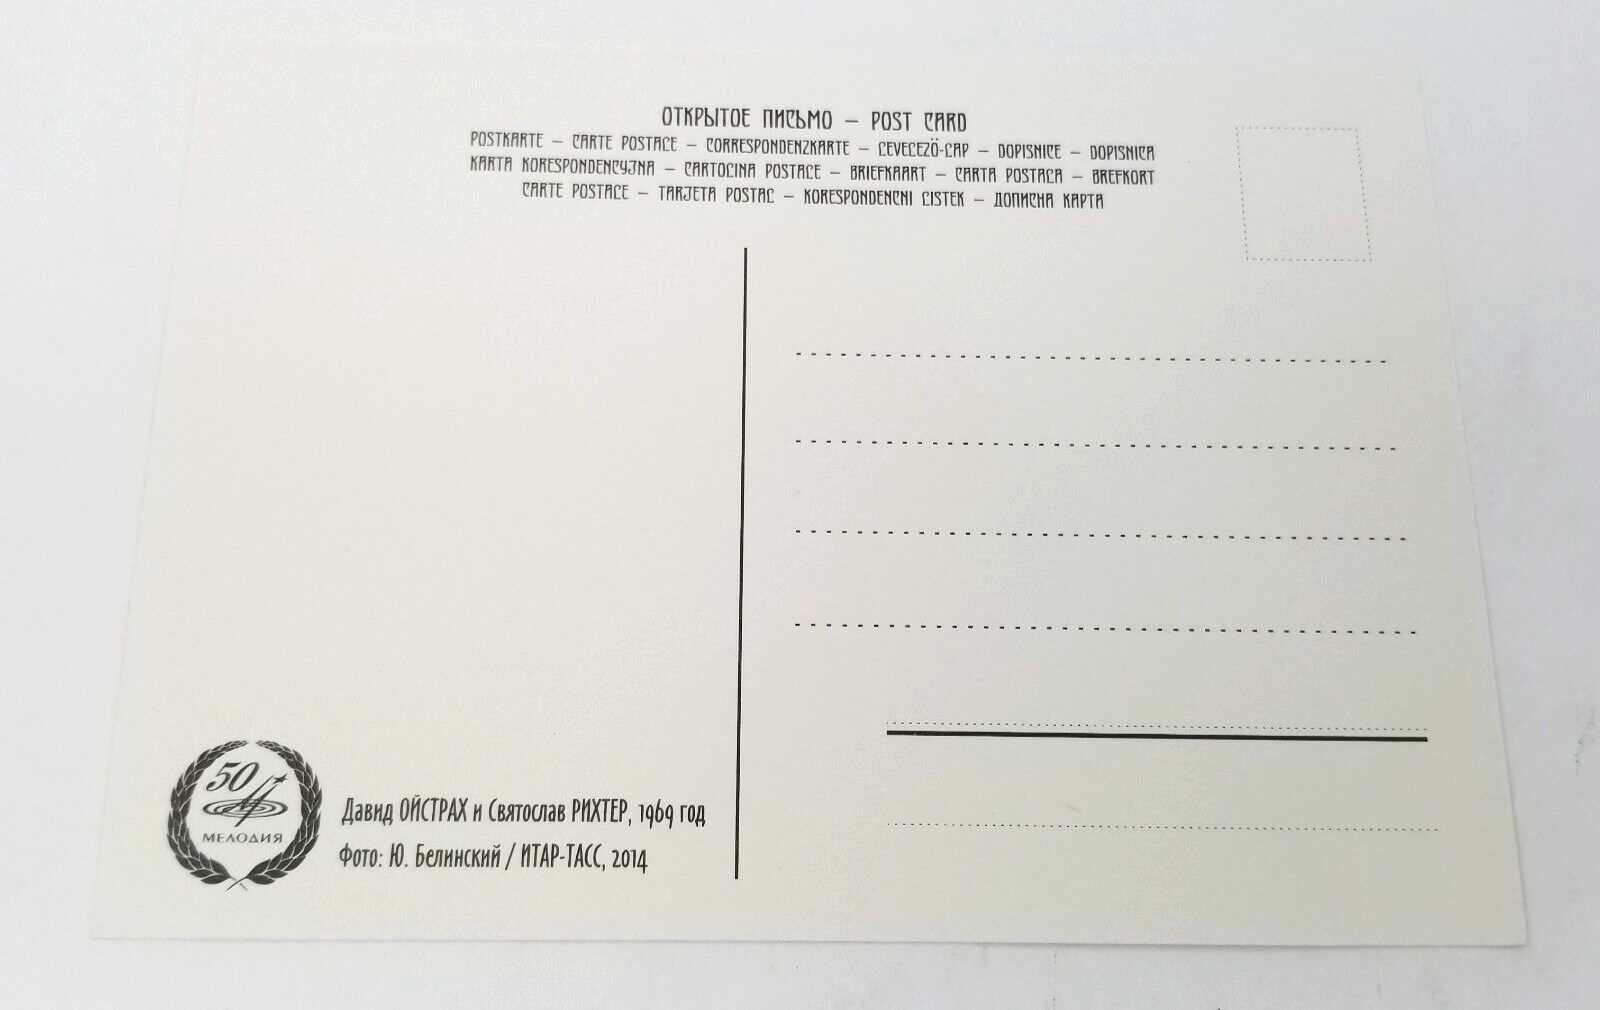 ОТКРЫТОЕ ПИСЬМО – POST CARD
POSTKARTE – CARTE POSTALE – CORRESPONDENZKARTE – LEVELEZÖ-LAP – DOPISNICE – DOPISNICA
KARTA KORESPONDENCYJNA – CARTOLINA POSTALE – BRIEFKAART – CARTA POSTALA – BREFKORT
CARTE POSTALE – TARJETA POSTAL – KORESPONDENCNI LISTEK – ДОПИСНА КАРТА
50
МЕЛОДИЯ
Давид ОЙСТРАХ и Святослав РИХТЕР, 1969 год
Фото: Ю. Белинский / ИТАР-ТАСС, 2014